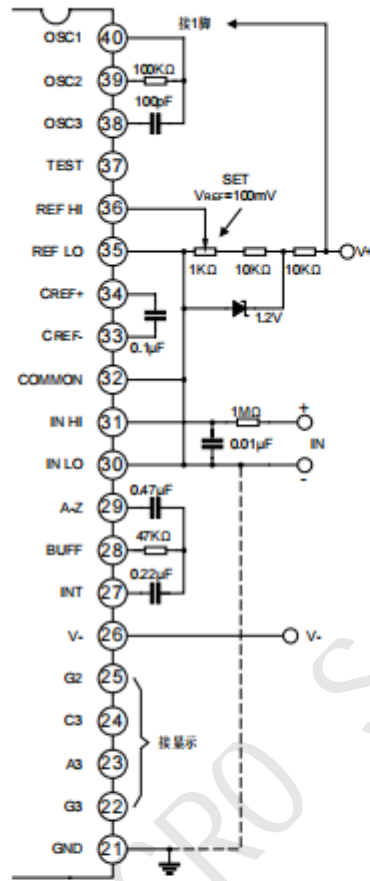 接1脚
OSC1 40
OSC2 39 100KΩ
100pF
OSC3 38
TEST 37
SET
VREF=100mV
REF HI 36
REF LO 35 V+
1KΩ 10KΩ 10KΩ
CREF+ 34
1.2V
CREF- 33
0.1μF
COMMON 32
IN HI 31 1MΩ +
0.01μF IN
IN LO 30 -
0.47μF
A-Z 29
BUFF 28 47KΩ
0.22μF
INT 27
V- 26 V-
G2 25
C3 24
接显示
A3 23
G3 22
GND 21
CRO S